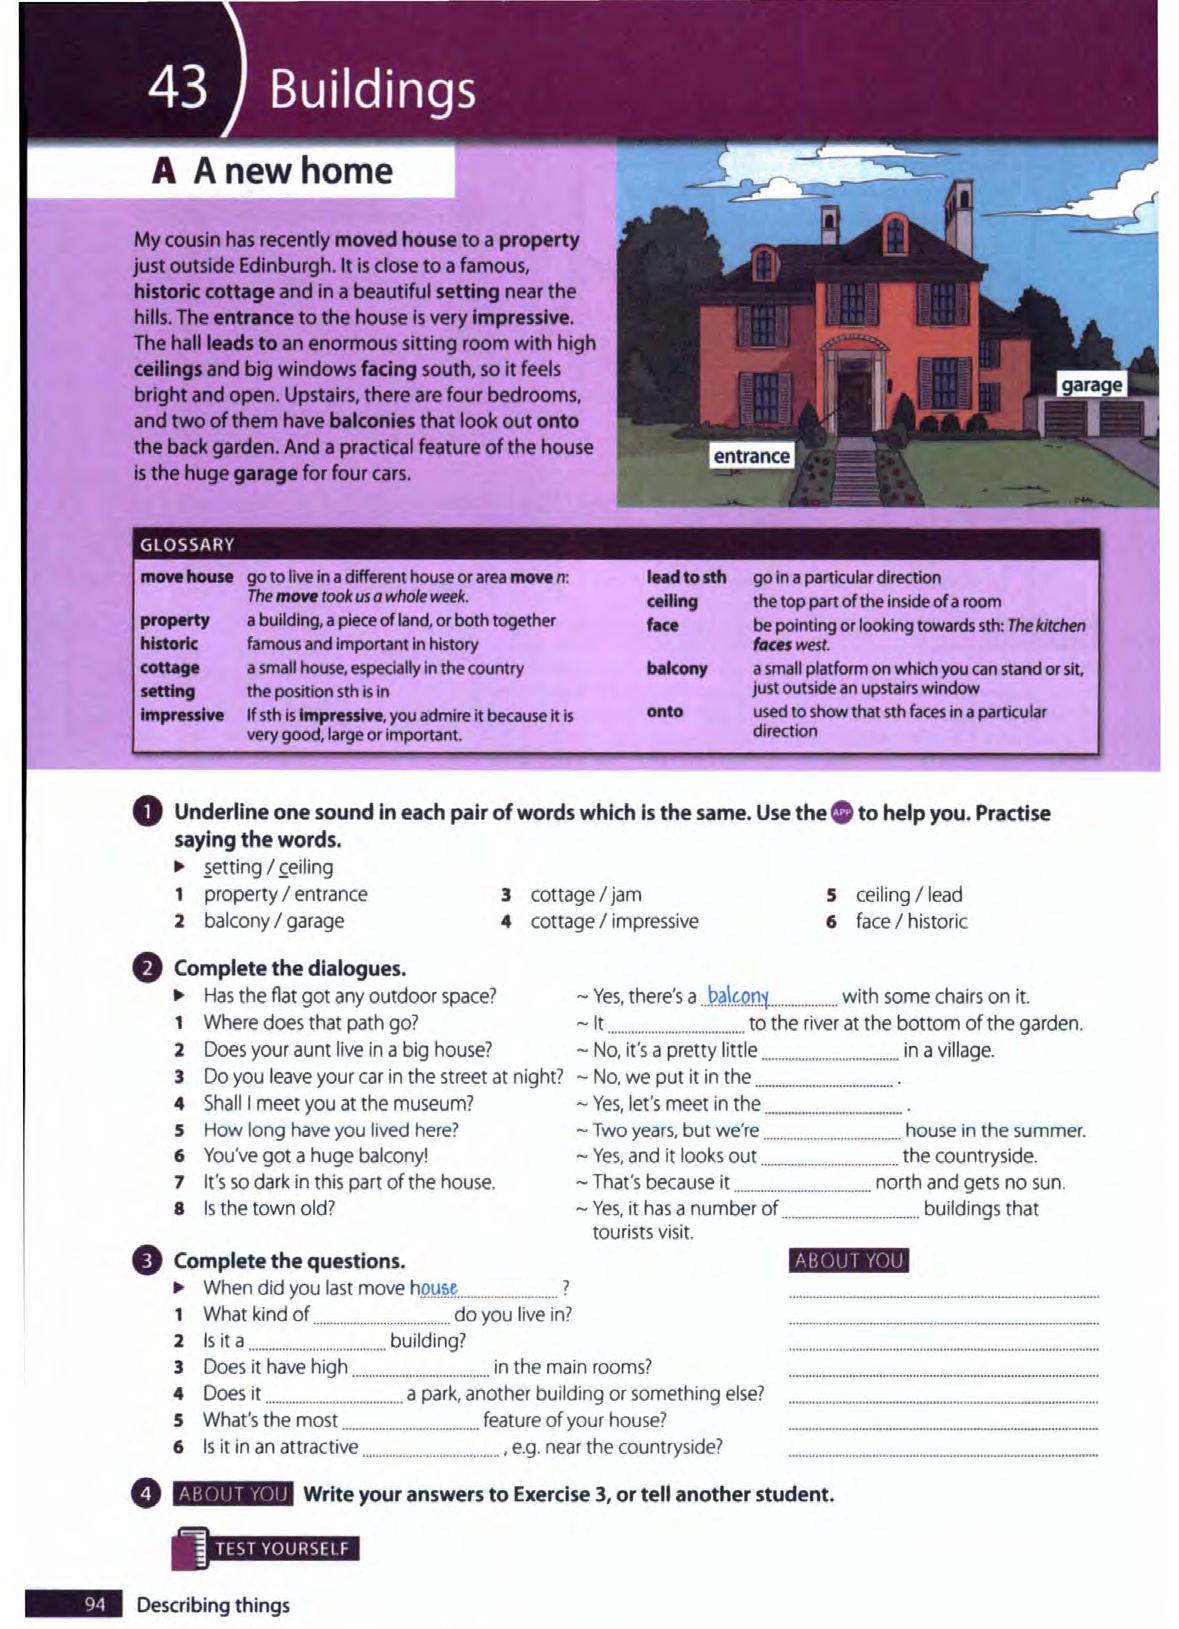 43 Buildings
A A new home
My cousin has recently moved house to a property
just outside Edinburgh. It is close to a famous,
historic cottage and in a beautiful setting near the
hills. The entrance to the house is very impressive.
The hall leads to an enormous sitting room with high
ceilings and big windows facing south, so it feels
bright and open. Upstairs, there are four bedrooms,
and two of them have balconies that look out onto
the back garden. And a practical feature of the house
is the huge garage for four cars.
garage
entrance
GLOSSARY
move house go to live in a different house or area move n:
The move took us a whole week.
property a building, a piece of land, or both together
historic famous and important in history
cottage a small house, especially in the country
setting the position sth is in
impressive If sth is impressive, you admire it because it is
very good, large or important.
lead to sth go in a particular direction
ceiling the top part of the inside of a room
face be pointing or looking towards sth: The kitchen
faces west.
balcony a small platform on which you can stand or sit,
just outside an upstairs window
onto used to show that sth faces in a particular
direction
1 Underline one sound in each pair of words which is the same. Use the APP to help you. Practise
saying the words.
► setting / ceiling
1 property / entrance 3 cottage / jam 5 ceiling / lead
2 balcony / garage 4 cottage / impressive 6 face / historic
2 Complete the dialogues.
► Has the flat got any outdoor space? ~ Yes, there's a balcony with some chairs on it.
1 Where does that path go? ~ It ........ to the river at the bottom of the garden.
2 Does your aunt live in a big house? ~ No, it's a pretty little ........ in a village.
3 Do you leave your car in the street at night? ~ No, we put it in the ........ .
4 Shall I meet you at the museum? ~ Yes, let's meet in the ........ .
5 How long have you lived here? ~ Two years, but we're ........ house in the summer.
6 You've got a huge balcony! ~ Yes, and it looks out ........ the countryside.
7 It's so dark in this part of the house. ~ That's because it ........ north and gets no sun.
8 Is the town old? ~ Yes, it has a number of ........ buildings that
tourists visit.
3 Complete the questions. ABOUT YOU
► When did you last move house ........ ?
1 What kind of ........ do you live in?
2 Is it a ........ building?
3 Does it have high ........ in the main rooms?
4 Does it ........ a park, another building or something else?
5 What's the most ........ feature of your house?
6 Is it in an attractive ........ , e.g. near the countryside?
4 ABOUT YOU Write your answers to Exercise 3, or tell another student.
TEST YOURSELF
94 Describing things